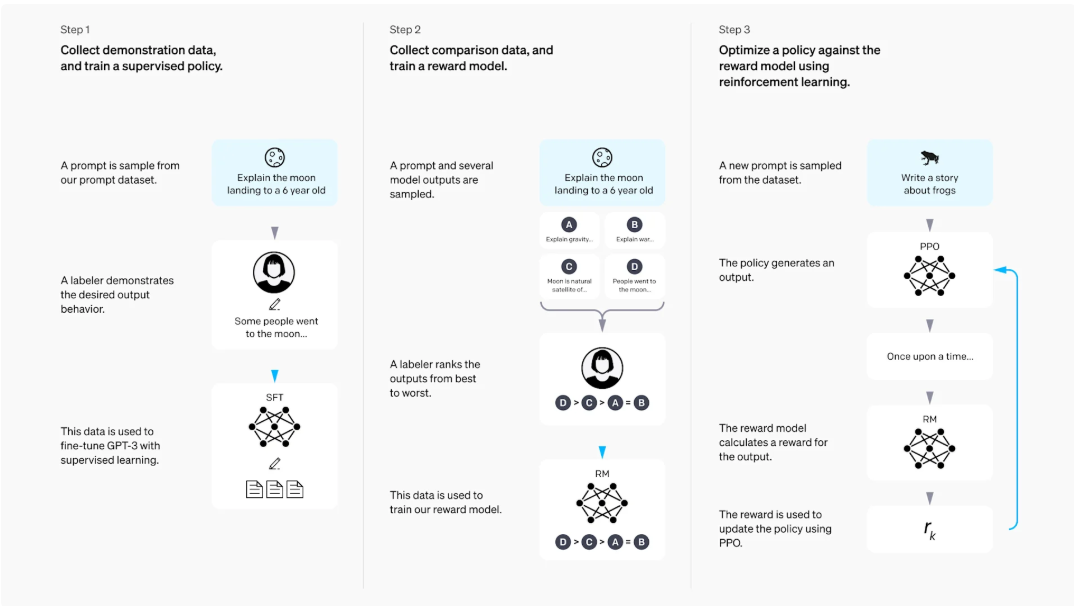 Step 1
Collect demonstration data,
and train a supervised policy.
A prompt is sample from
our prompt dataset.
Explain the moon
landing to a 6 year old
A labeler demonstrates
the desired output
behavior.
Some people went
to the moon...
This data is used to
fine-tune GPT-3 with
supervised learning.
SFT
Step 2
Collect comparison data, and
train a reward model.
A prompt and several
model outputs are
sampled.
Explain the moon
landing to a 6 year old
A
Explain gravity...
B
Explain war...
C
Moon is natural
satellite of...
D
People went to
the moon...
A labeler ranks the
outputs from best
to worst.
D > C > A = B
This data is used to
train our reward model.
RM
D > C > A = B
Step 3
Optimize a policy against the
reward model using
reinforcement learning.
A new prompt is sampled
from the dataset.
Write a story
about frogs
The policy generates an
output.
PPO
Once upon a time...
The reward model
calculates a reward for
the output.
RM
The reward is used to
update the policy using
PPO.
rₖ